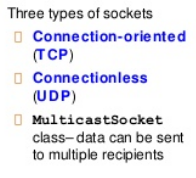 Three types of sockets
Connection-oriented
(TCP)
Connectionless
(UDP)
MulticastSocket
class– data can be sent
to multiple recipients